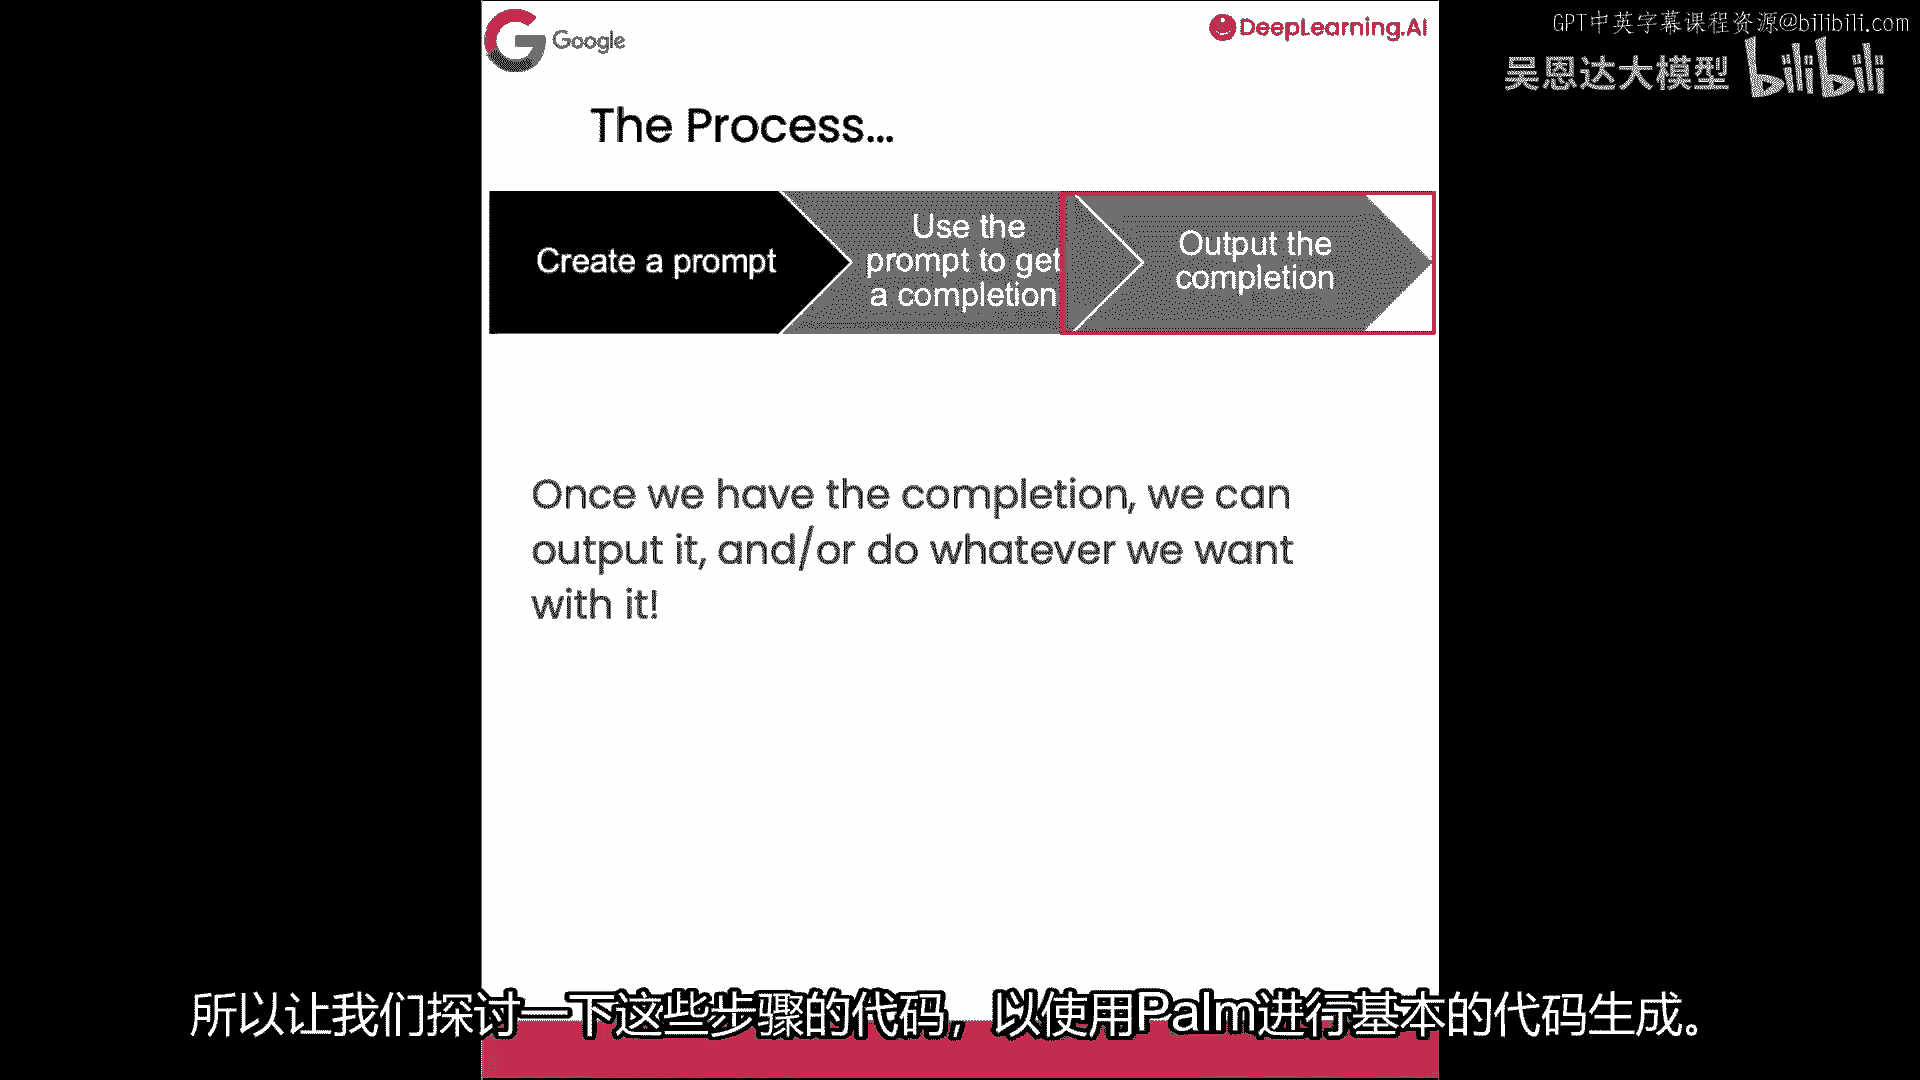 Google
DeepLearning.AI
GPT中英字幕课程资源@bilibili.com
吴恩达大模型 bilibili
The Process...
Create a prompt
Use the
prompt to get
a completion
Output the
completion
Once we have the completion, we can
output it, and/or do whatever we want
with it!
所以让我们探讨一下这些步骤的代码，以使用Palm进行基本的代码生成。